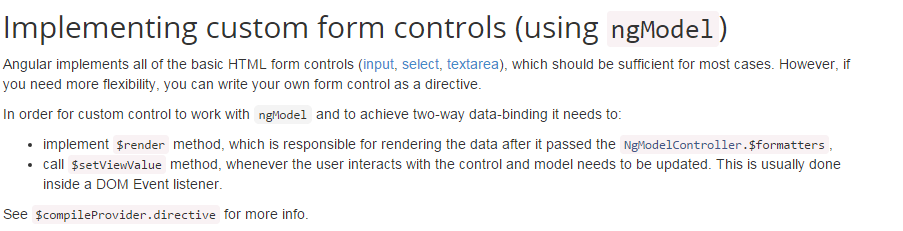 Implementing custom form controls (using ngModel)
Angular implements all of the basic HTML form controls (input, select, textarea), which should be sufficient for most cases. However, if
you need more flexibility, you can write your own form control as a directive.
In order for custom control to work with ngModel and to achieve two-way data-binding it needs to:
• implement $render method, which is responsible for rendering the data after it passed the NgModelController.$formatters ,
• call $setViewValue method, whenever the user interacts with the control and model needs to be updated. This is usually done
inside a DOM Event listener.
See $compileProvider.directive for more info.